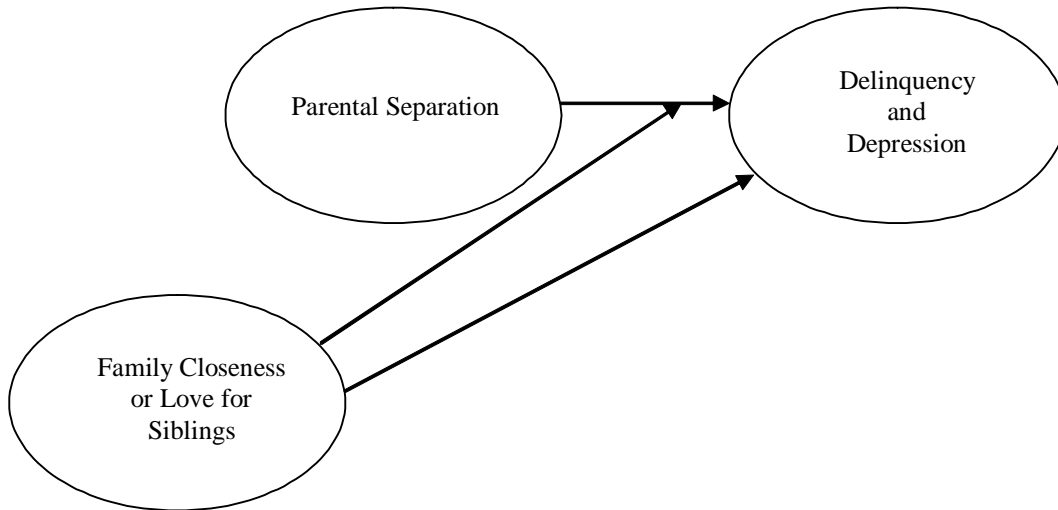 Parental Separation
Delinquency
and
Depression
Family Closeness
or Love for
Siblings